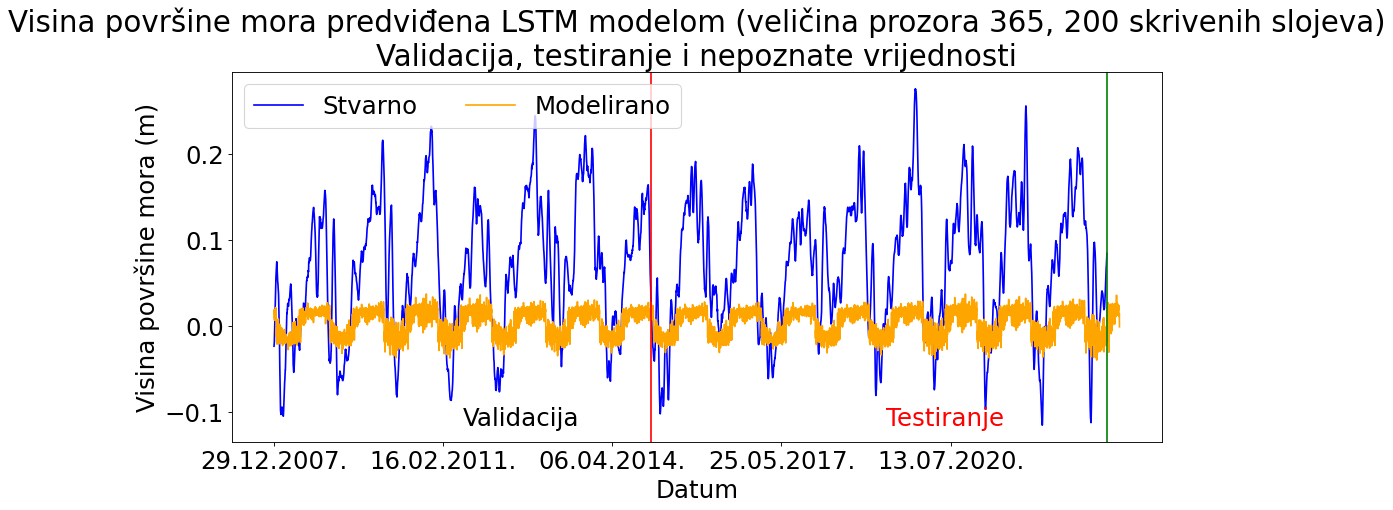 Visina površine mora predviđena LSTM modelom (veličina prozora 365, 200 skrivenih slojeva)
Validacija, testiranje i nepoznate vrijednosti
Stvarno
Modelirano
Visina površine mora (m)
0.2
0.1
0.0
−0.1
Validacija
Testiranje
29.12.2007.
16.02.2011.
06.04.2014.
25.05.2017.
13.07.2020.
Datum